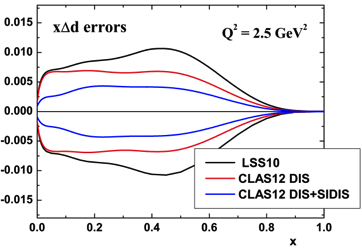 xΔd errors
Q² = 2.5 GeV²
0.015
0.010
0.005
0.000
-0.005
-0.010
-0.015
LSS10
CLAS12 DIS
CLAS12 DIS+SIDIS
0.0 0.2 0.4 0.6 0.8 1.0
x